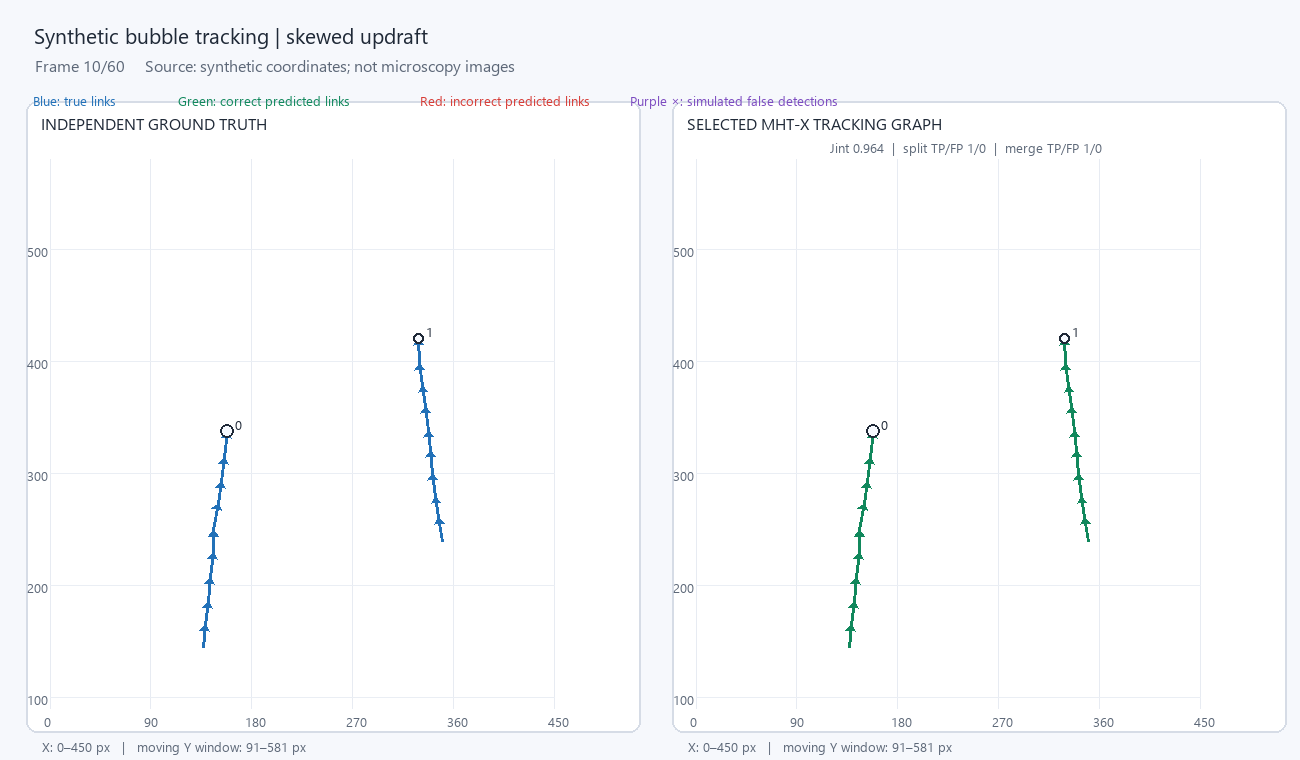 Synthetic bubble tracking | skewed updraft
Frame 10/60 Source: synthetic coordinates; not microscopy images
Blue: true links Green: correct predicted links Red: incorrect predicted links Purple ×: simulated false detections
INDEPENDENT GROUND TRUTH
500
400
300
200
100
0 90 180 270 360 450
1
0
X: 0–450 px | moving Y window: 91–581 px
SELECTED MHT-X TRACKING GRAPH
Jint 0.964 | split TP/FP 1/0 | merge TP/FP 1/0
500
400
300
200
100
0 90 180 270 360 450
1
0
X: 0–450 px | moving Y window: 91–581 px